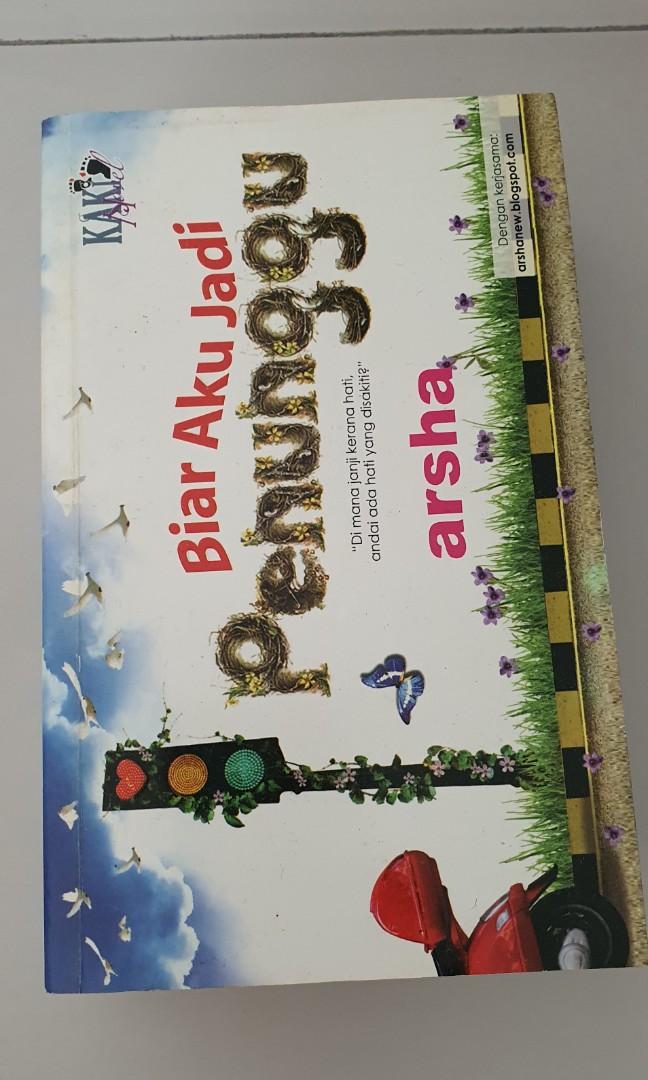 KAKI
Novel
Biar Aku Jadi
penunggu
"Di mana janji kerana hati,
andai ada hati yang disakiti?"
arsha
Dengan kerjasama:
arshanew.blogspot.com